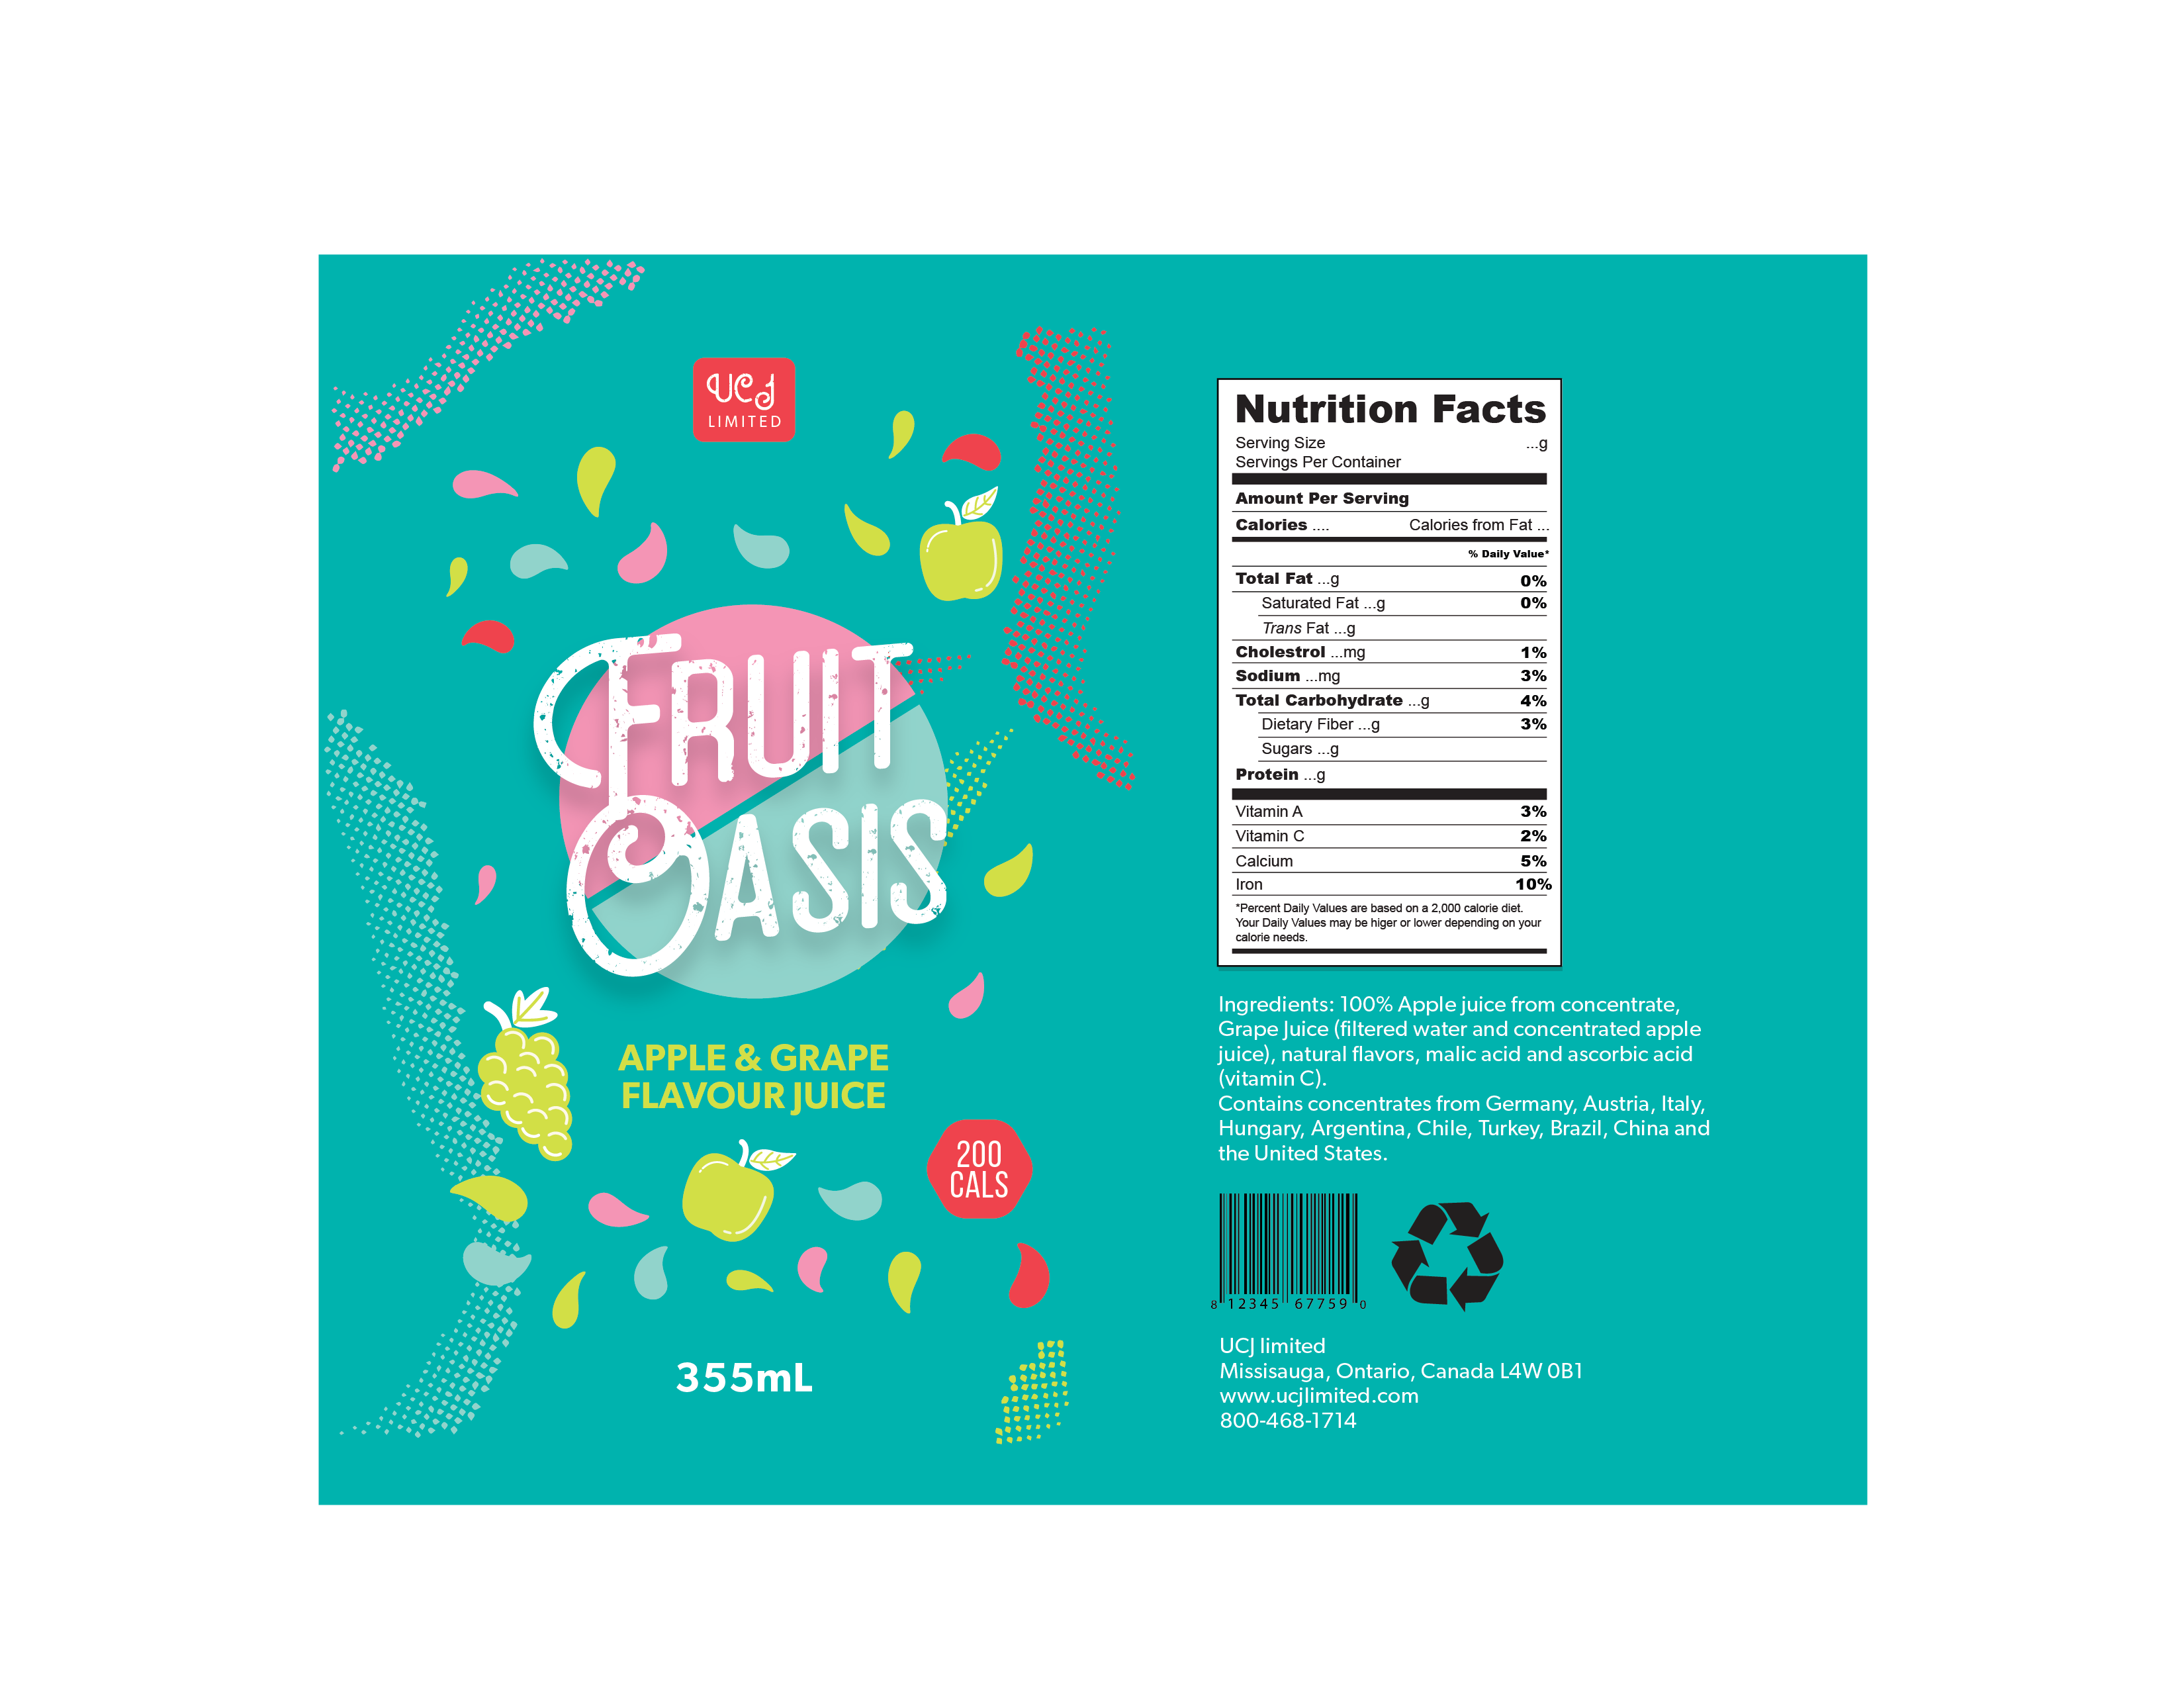 UCJ
LIMITED
FRUIT
OASIS
APPLE & GRAPE
FLAVOUR JUICE
200
CALS
355mL
Nutrition Facts
Serving Size ...g
Servings Per Container
Amount Per Serving
Calories .... Calories from Fat ...
% Daily Value*
Total Fat ...g 0%
Saturated Fat ...g 0%
Trans Fat ...g
Cholestrol ...mg 1%
Sodium ...mg 3%
Total Carbohydrate ...g 4%
Dietary Fiber ...g 3%
Sugars ...g
Protein ...g
Vitamin A 3%
Vitamin C 2%
Calcium 5%
Iron 10%
*Percent Daily Values are based on a 2,000 calorie diet.
Your Daily Values may be higer or lower depending on your
calorie needs.
Ingredients: 100% Apple juice from concentrate,
Grape Juice (filtered water and concentrated apple
juice), natural flavors, malic acid and ascorbic acid
(vitamin C).
Contains concentrates from Germany, Austria, Italy,
Hungary, Argentina, Chile, Turkey, Brazil, China and
the United States.
8 12345 67759 0
UCJ limited
Missisauga, Ontario, Canada L4W 0B1
www.ucjlimited.com
800-468-1714